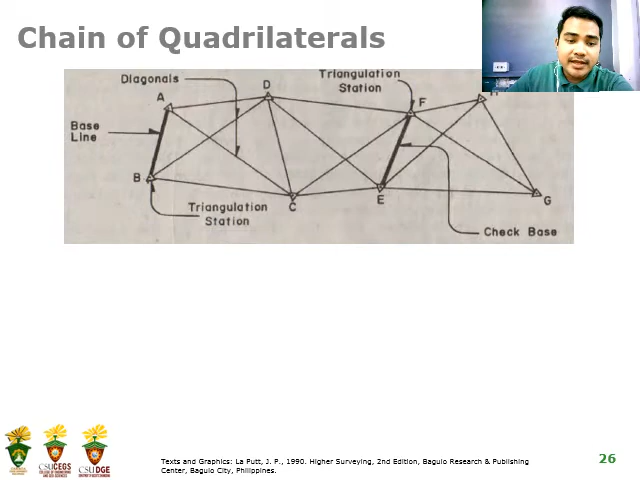 Chain of Quadrilaterals
Diagonals
D
Triangulation
Station
A
F
H
Base
Line
B
Triangulation
Station
C
E
G
Check Base
CSUCEGS
CSUDGE
Texts and Graphics: La Putt, J. P., 1990. Higher Surveying, 2nd Edition, Baguio Research & Publishing
Center, Baguio City, Philippines.
26